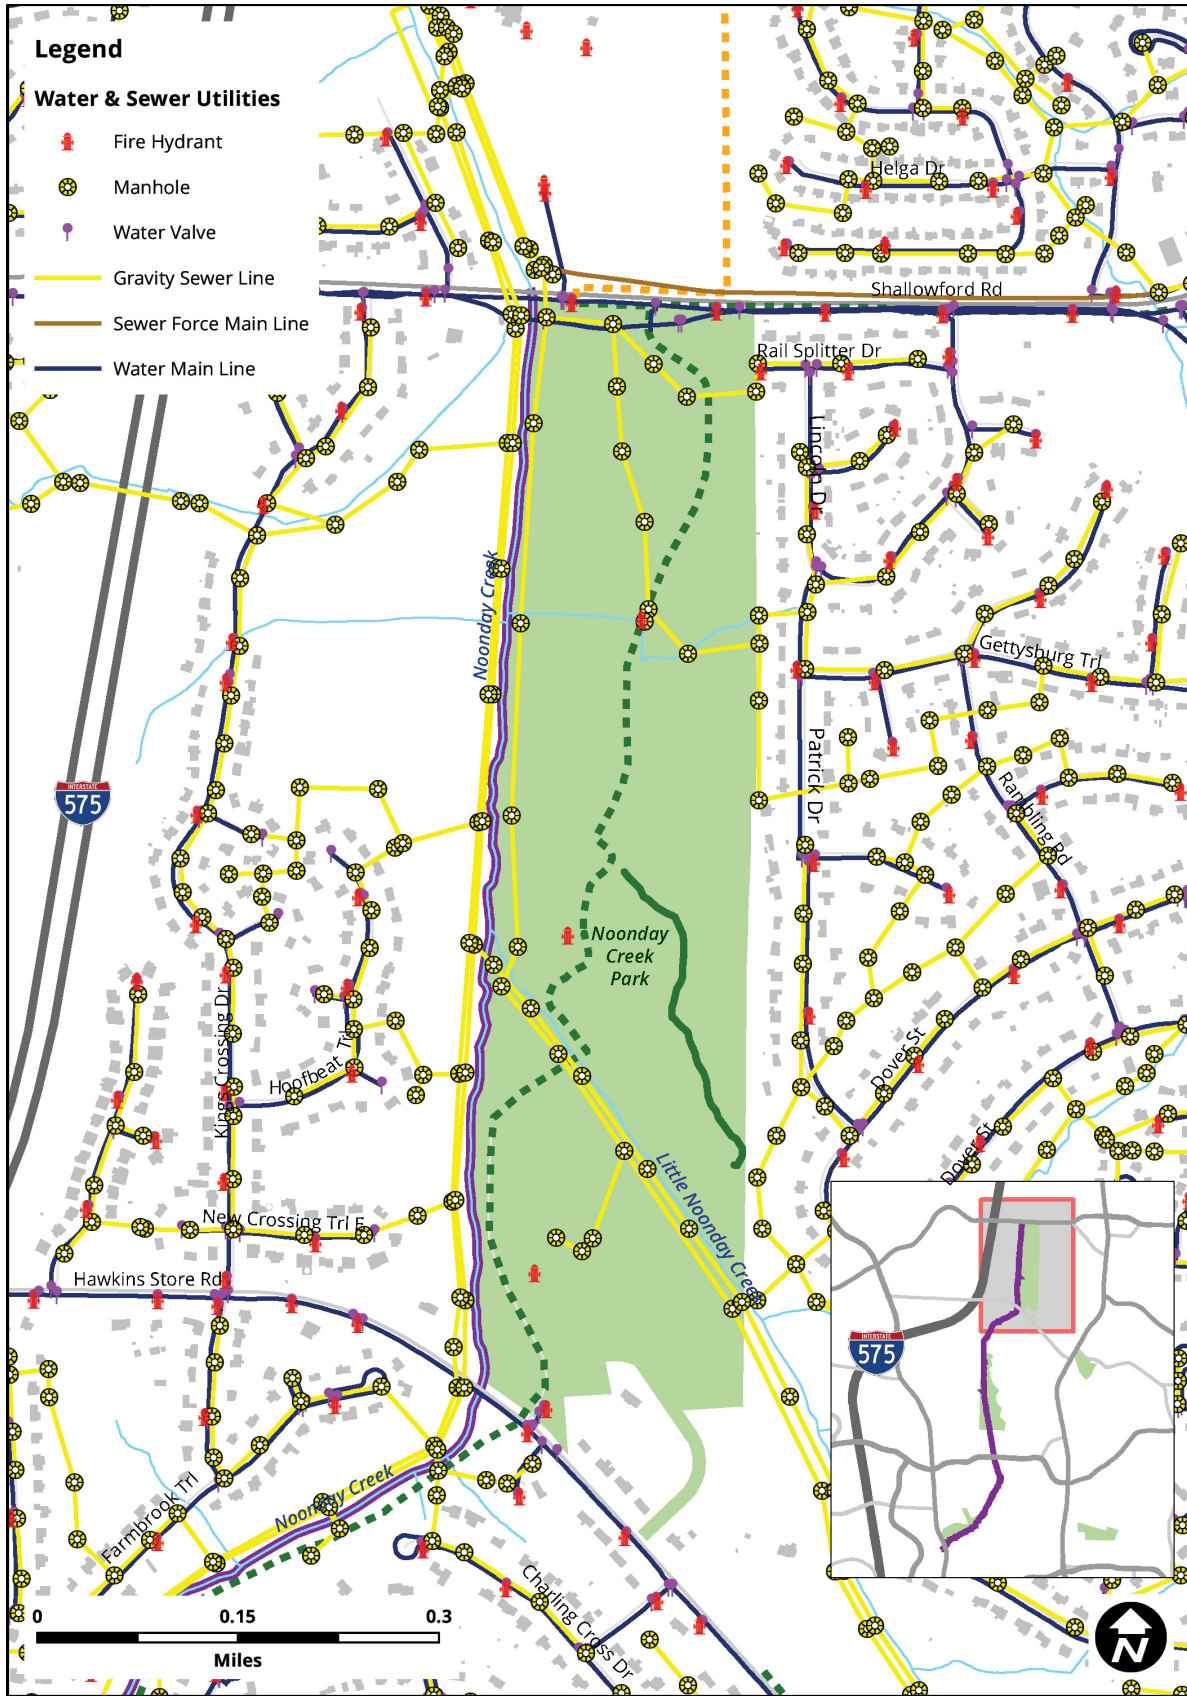 Legend
Water & Sewer Utilities
Fire Hydrant
Manhole
Water Valve
Gravity Sewer Line
Sewer Force Main Line
Water Main Line
Helga Dr
Shallowford Rd
Rail Splitter Dr
Lincoln Dr
Noonday Creek
Gettysburg Trl
Patrick Dr
Rambling Rd
INTERSTATE
575
Noonday
Creek
Park
Kings Crossing Dr
Hoofbeat Trl
Dover St
Dover St
Little Noonday Creek
New Crossing Trl E
Hawkins Store Rd
INTERSTATE
575
Noonday Creek
Farmbrook Trl
Charling Cross Dr
0 0.15 0.3
Miles
N